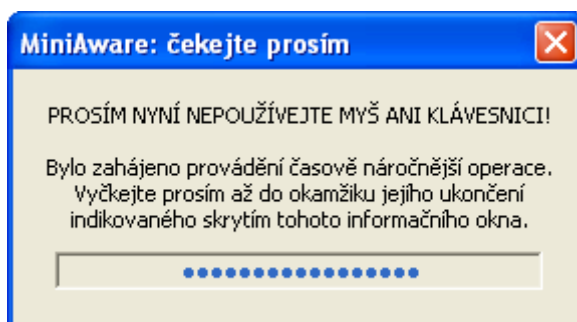 MiniAware: čekejte prosím
PROSÍM NYNÍ NEPOUŽÍVEJTE MYŠ ANI KLÁVESNICI!
Bylo zahájeno provádění časově náročnější operace.
Vyčkejte prosím až do okamžiku jejího ukončení
indikovaného skrytím tohoto informačního okna.